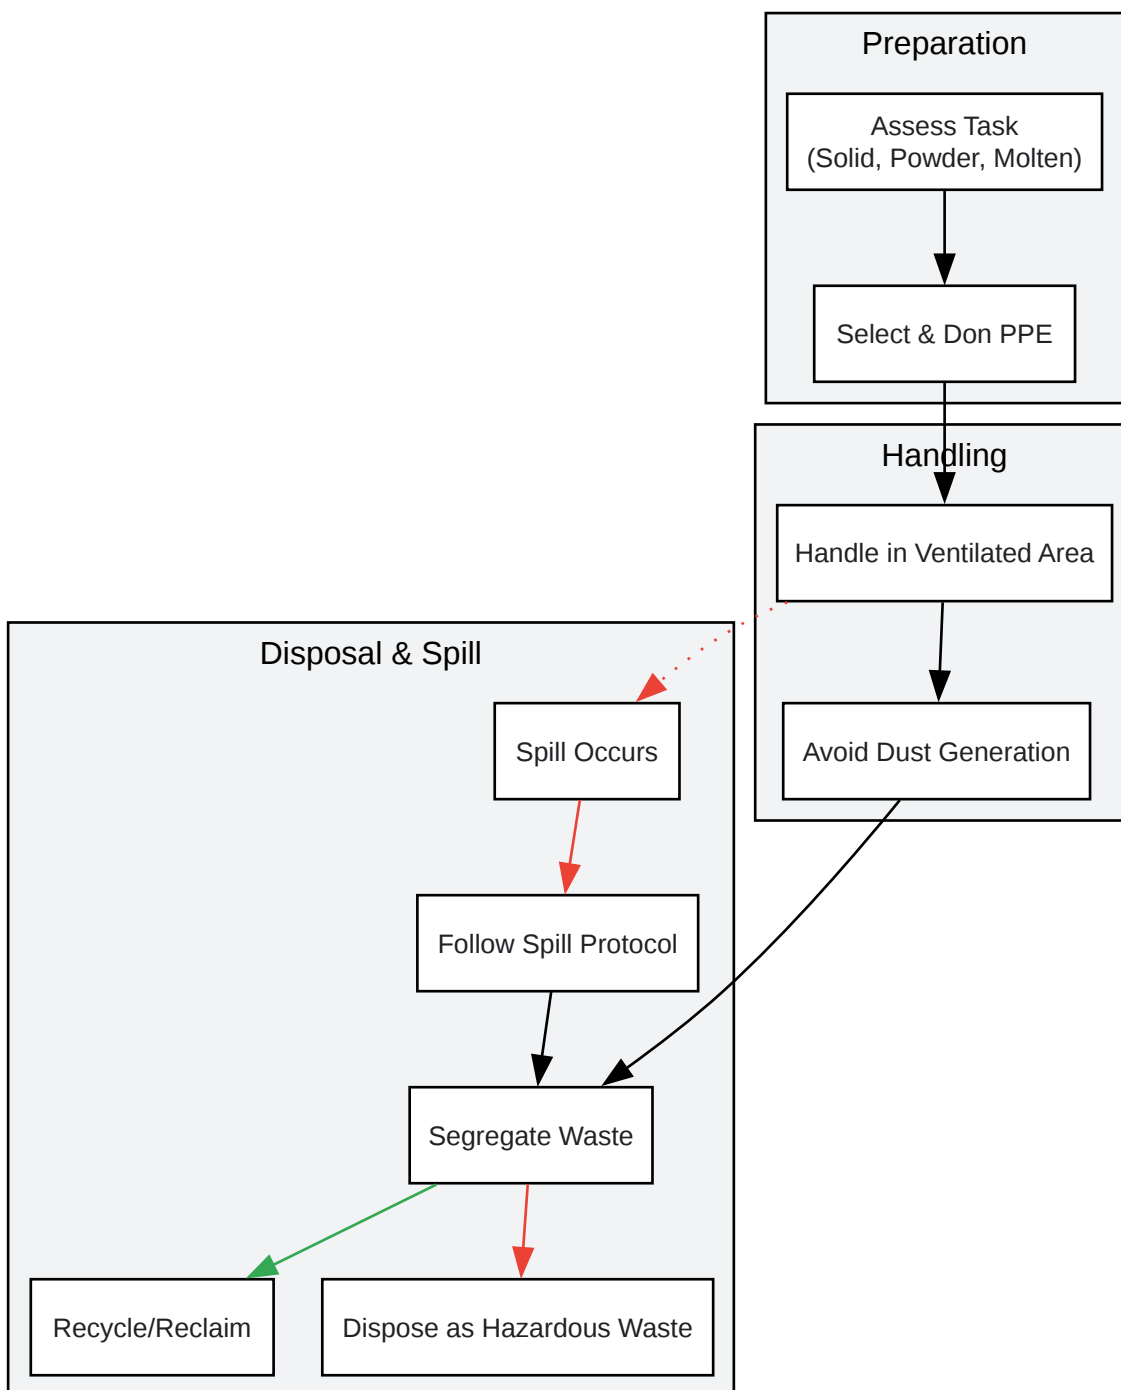 Preparation
Assess Task
(Solid, Powder, Molten)
Select & Don PPE
Handling
Handle in Ventilated Area
Disposal & Spill
Spill Occurs
Avoid Dust Generation
Follow Spill Protocol
Segregate Waste
Recycle/Reclaim
Dispose as Hazardous Waste